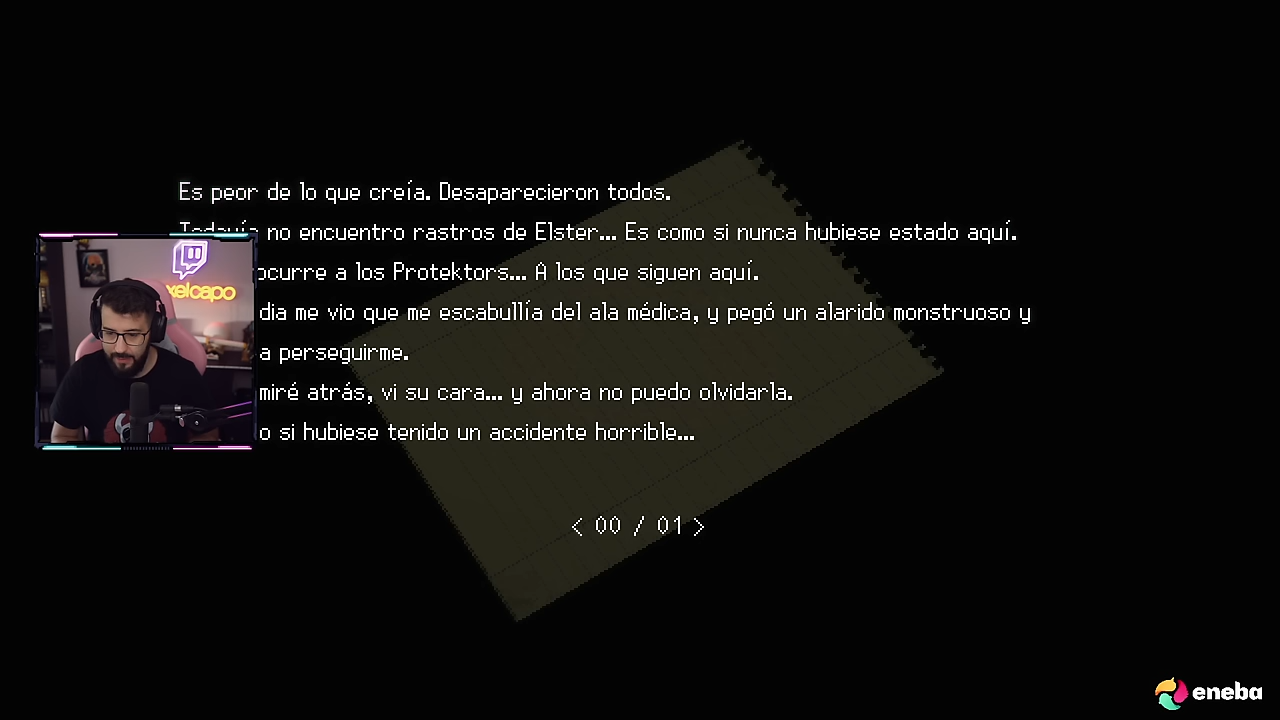 Es peor de lo que creía. Desaparecieron todos.
no encuentro rastros de Elster... Es como si nunca hubiese estado aquí.
a los Protektors... A los que siguen aquí.
me vio que me escabullía del ala médica, y pegó un alarido monstruoso y
a perseguirme.
miré atrás, vi su cara... y ahora no puedo olvidarla.
si hubiese tenido un accidente horrible...
< 00 / 01 >
xelcapo
eneba